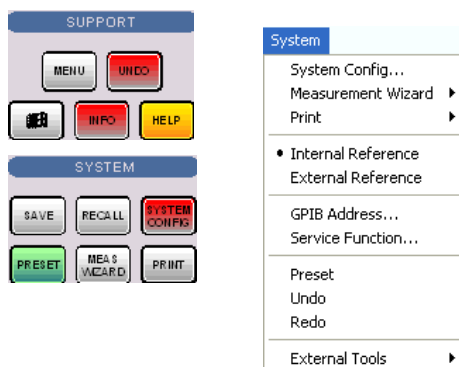 SUPPORT
MENU
UNDO
INFO
HELP
SYSTEM
SAVE
RECALL
SYSTEM
CONFIG
PRESET
MEAS
WIZARD
PRINT
System
System Config...
Measurement Wizard
Print
Internal Reference
External Reference
GPIB Address...
Service Function...
Preset
Undo
Redo
External Tools